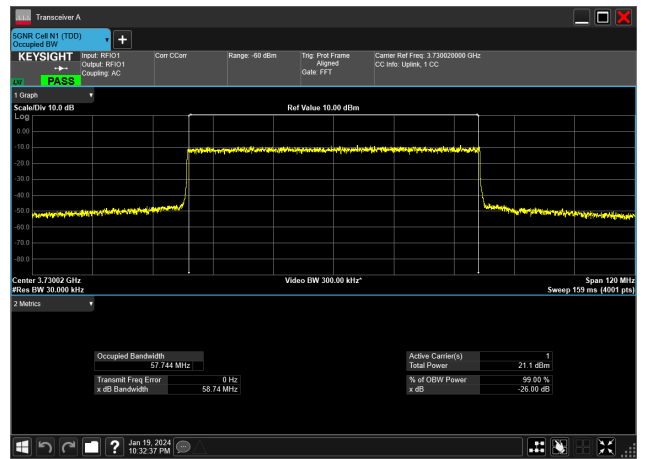 Transceiver A
5GNR Cell N1 (TDD)
Occupied BW
KEYSIGHT
PASS
Input: RFIO1
Output: RFIO1
Coupling: AC
Corr CCorr
Range: -60 dBm
Trig: Prot Frame
Aligned
Gate: FFT
Carrier Ref Freq: 3.730020000 GHz
CC Info: Uplink, 1 CC
1 Graph
Scale/Div 10.0 dB
Ref Value 10.00 dBm
Log
0.00
-10.0
-20.0
-30.0
-40.0
-50.0
-60.0
-70.0
-80.0
Center 3.73002 GHz
Video BW 300.00 kHz*
Span 120 MHz
#Res BW 30.000 kHz
Sweep 159 ms (4001 pts)
2 Metrics
Occupied Bandwidth
57.744 MHz
Transmit Freq Error 0 Hz
x dB Bandwidth 58.74 MHz
Active Carrier(s) 1
Total Power 21.1 dBm
% of OBW Power 99.00 %
x dB -26.00 dB
Jan 19, 2024
10:32:37 PM